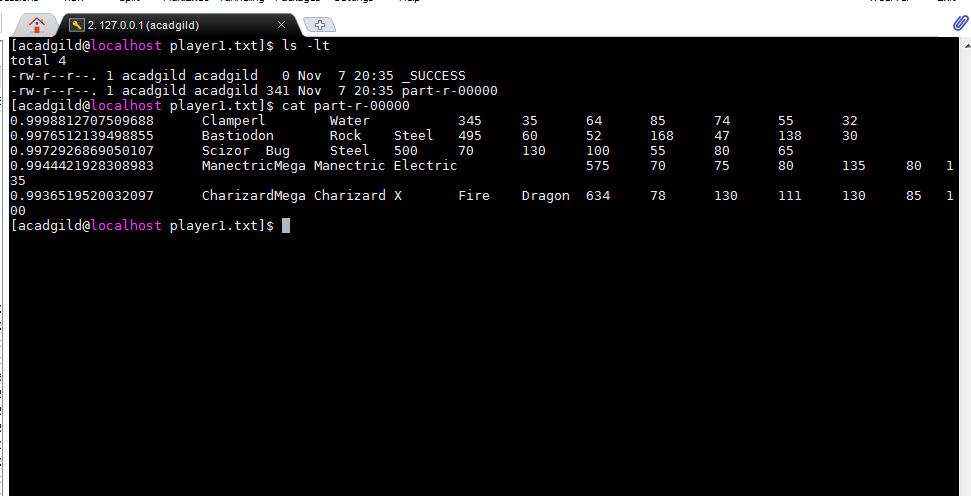 2. 127.0.0.1 (acadgild)
[acadgild@localhost player1.txt]$ ls -lt
total 4
-rw-r--r--. 1 acadgild acadgild   0 Nov  7 20:35 _SUCCESS
-rw-r--r--. 1 acadgild acadgild 341 Nov  7 20:35 part-r-00000
[acadgild@localhost player1.txt]$ cat part-r-00000
0.9998812707509688      Clamperl        Water           345     35      64      85      74      55      32
0.9976512139498855      Bastiodon       Rock    Steel   495     60      52      168     47      138     30
0.9972926869050107      Scizor  Bug     Steel   500     70      130     100     55      80      65
0.9944421928308983      ManectricMega Manectric Electric                575     70      75      80      135     80   1
35
0.9936519520032097      CharizardMega Charizard X       Fire    Dragon  634     78      130     111     130     85   1
00
[acadgild@localhost player1.txt]$